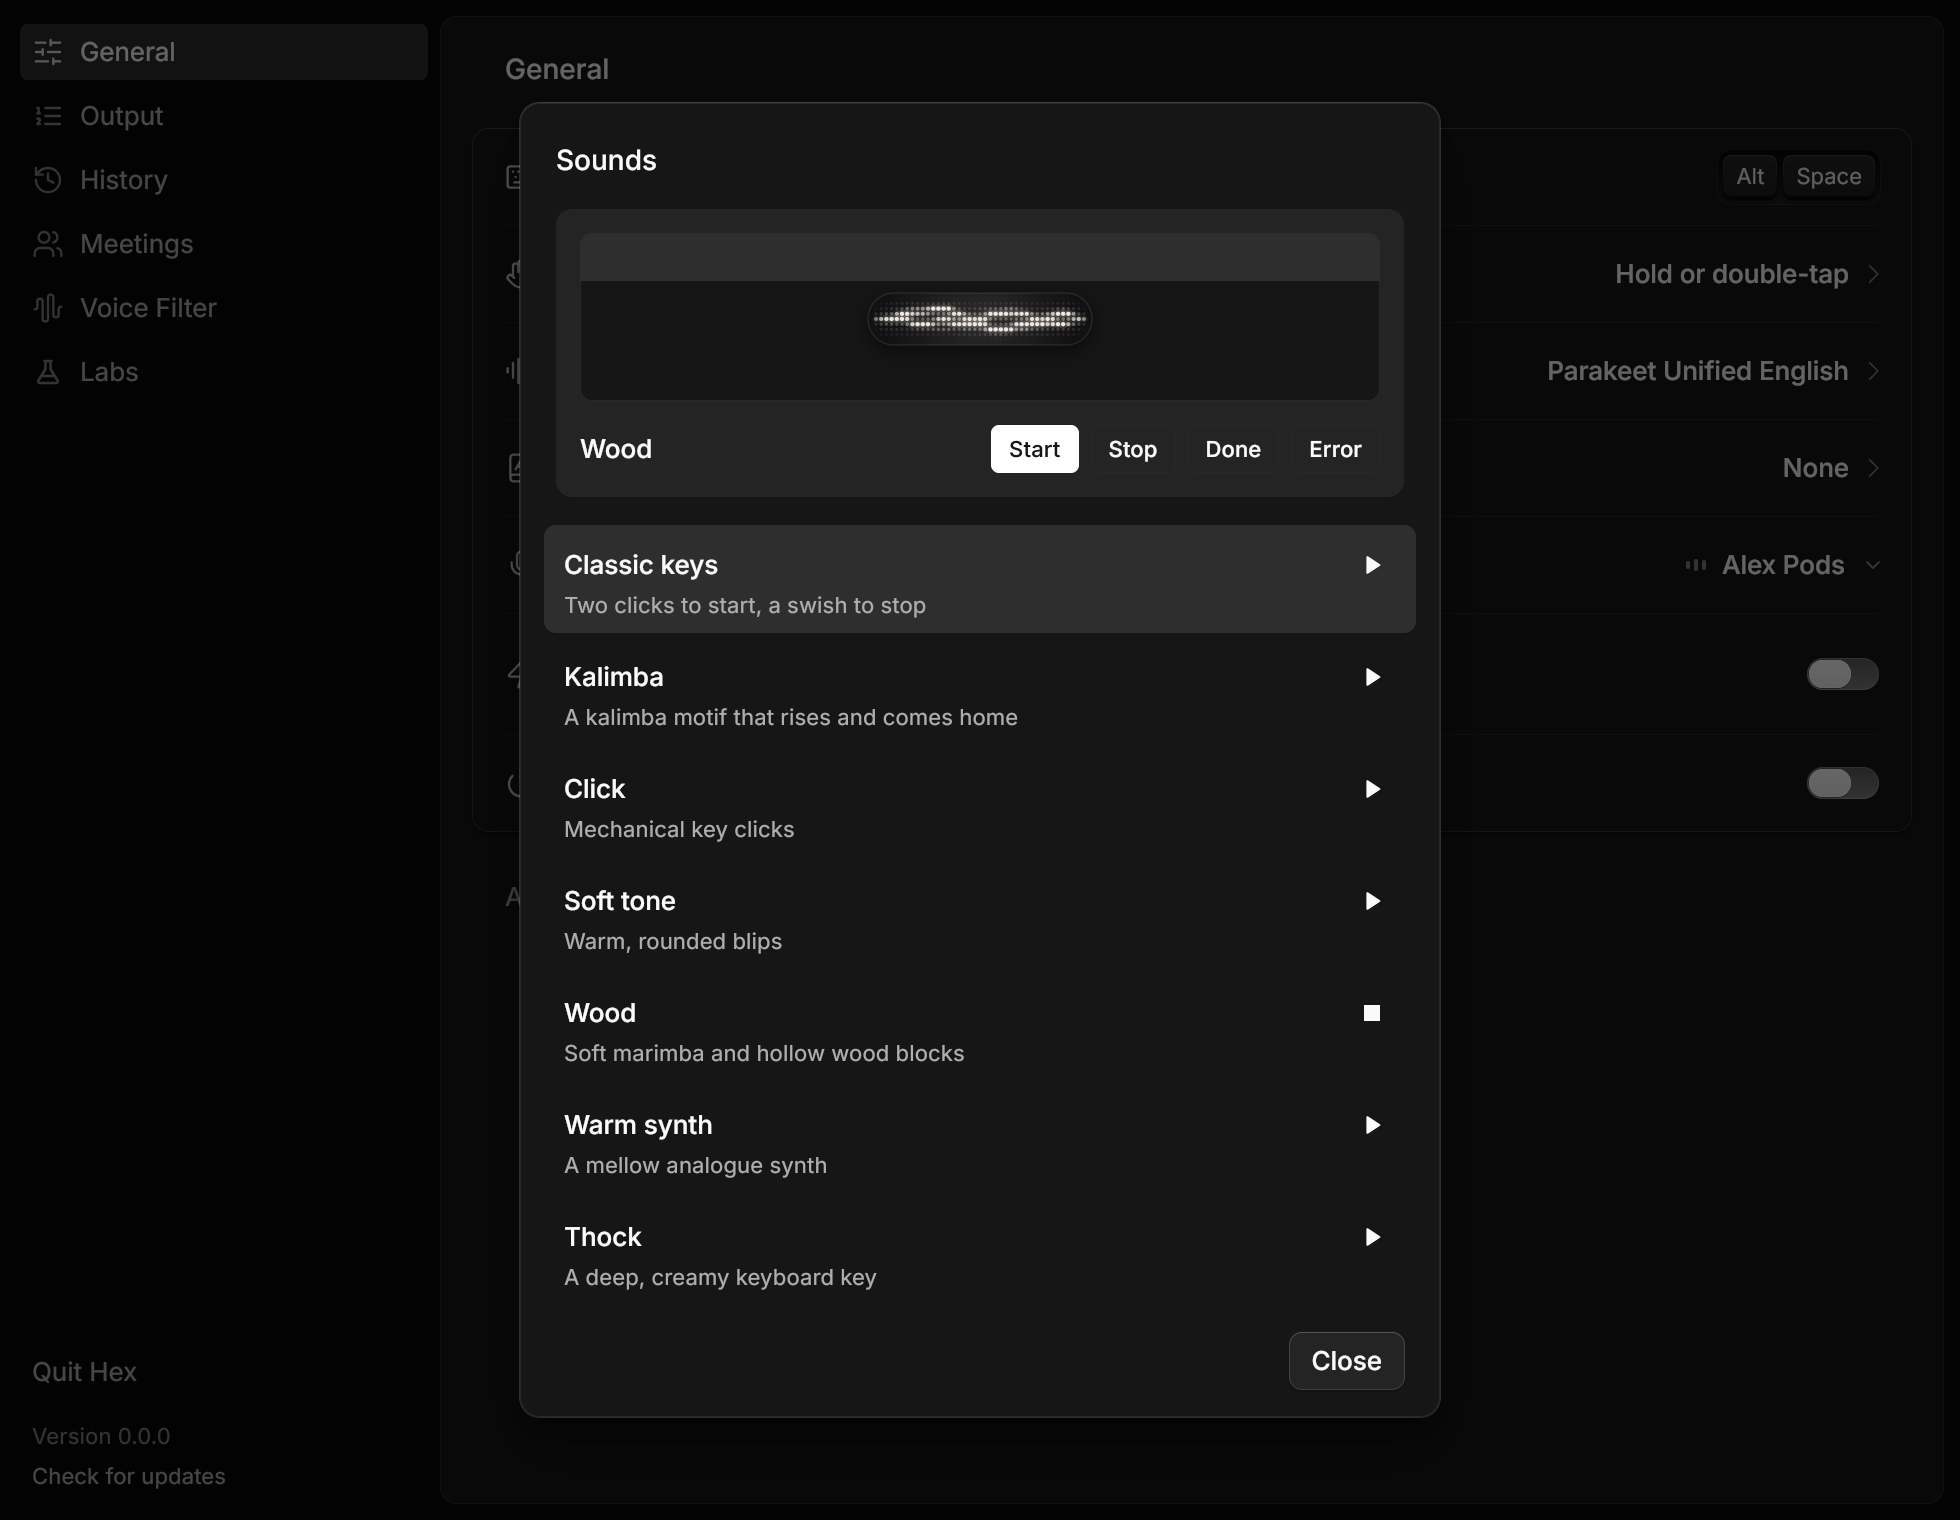 General
Output
History
Meetings
Voice Filter
Labs
Quit Hex
Version 0.0.0
Check for updates
General
Alt Space
Hold or double-tap
Parakeet Unified English
None
Alex Pods
Sounds
Wood
Start Stop Done Error
Classic keys
Two clicks to start, a swish to stop
Kalimba
A kalimba motif that rises and comes home
Click
Mechanical key clicks
Soft tone
Warm, rounded blips
Wood
Soft marimba and hollow wood blocks
Warm synth
A mellow analogue synth
Thock
A deep, creamy keyboard key
Close